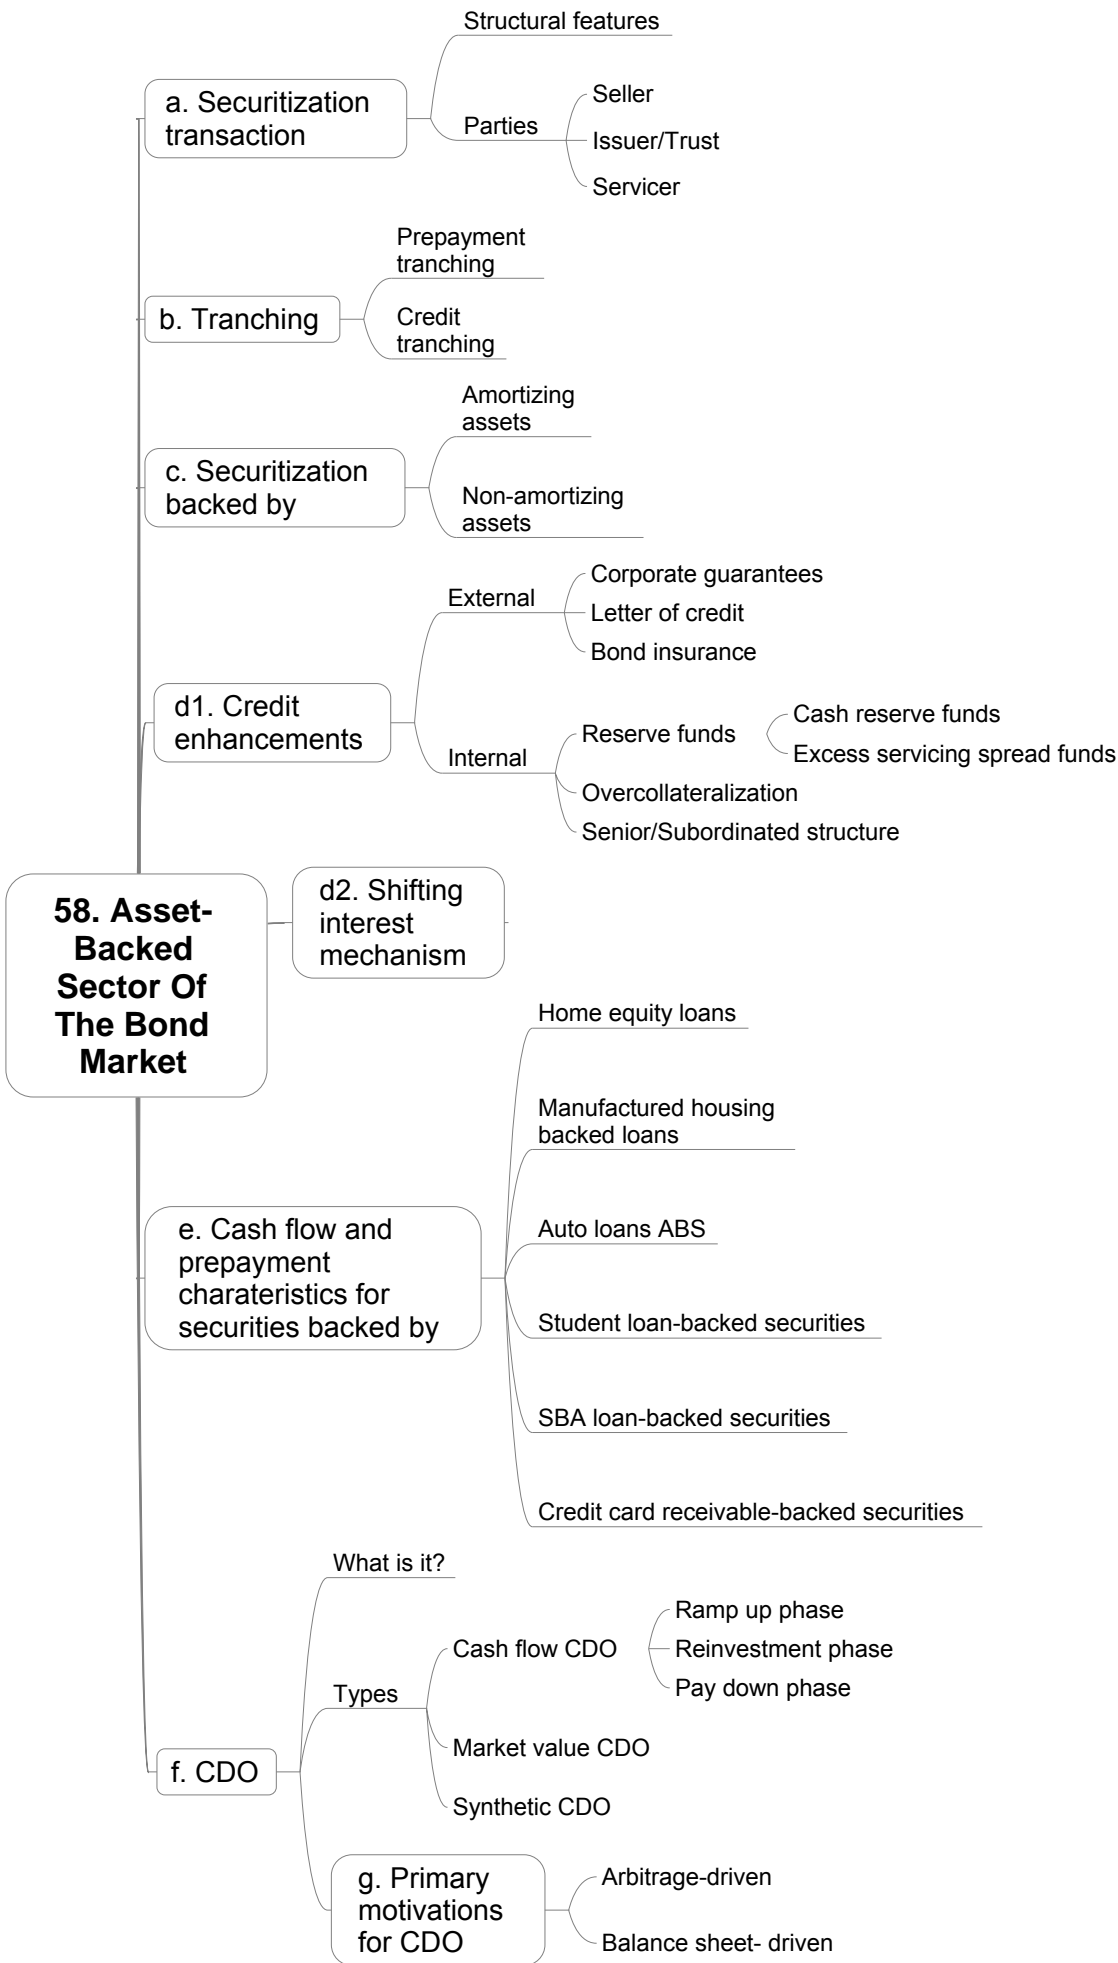 Structural features
a. Securitization
transaction
Seller
Parties
Issuer/Trust
Servicer
Prepayment
tranching
b. Tranching
Credit
tranching
Amortizing
assets
c. Securitization
backed by
Non-amortizing
assets
Corporate guarantees
External
Letter of credit
Bond insurance
d1. Credit
enhancements
Cash reserve funds
Reserve funds
Excess servicing spread funds
Internal
Overcollateralization
Senior/Subordinated structure
58. Asset-
Backed
Sector Of
The Bond
Market
d2. Shifting
interest
mechanism
Home equity loans
Manufactured housing
backed loans
Auto loans ABS
e. Cash flow and
prepayment
charateristics for
securities backed by
Student loan-backed securities
SBA loan-backed securities
Credit card receivable-backed securities
What is it?
Ramp up phase
Cash flow CDO
Reinvestment phase
Pay down phase
Types
Market value CDO
f. CDO
Synthetic CDO
g. Primary
motivations
for CDO
Arbitrage-driven
Balance sheet- driven